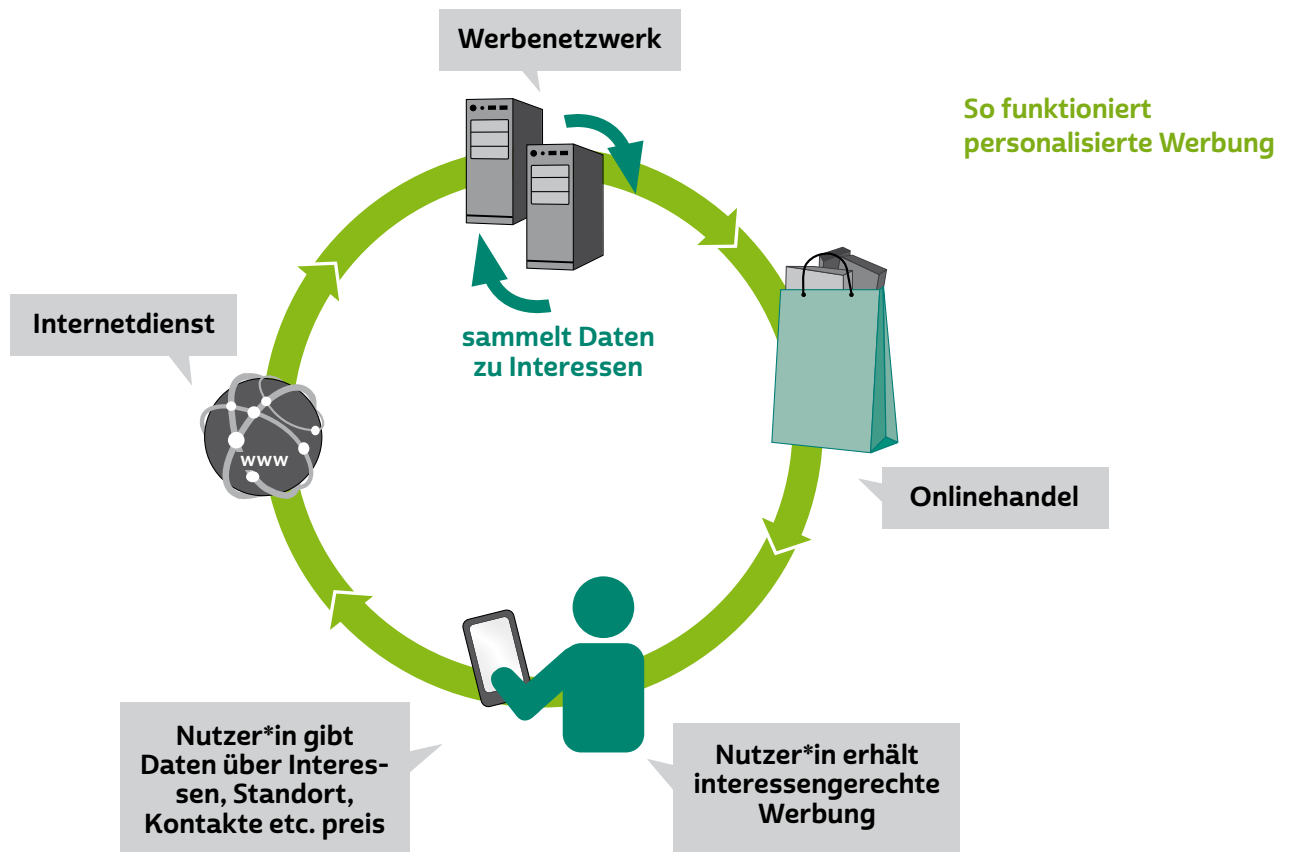 Werbenetzwerk
So funktioniert
personalisierte Werbung
Internetdienst
sammelt Daten
zu Interessen
www
Onlinehandel
Nutzer*in gibt
Daten über Interes-
sen, Standort,
Kontakte etc. preis
Nutzer*in erhält
interessengerechte
Werbung